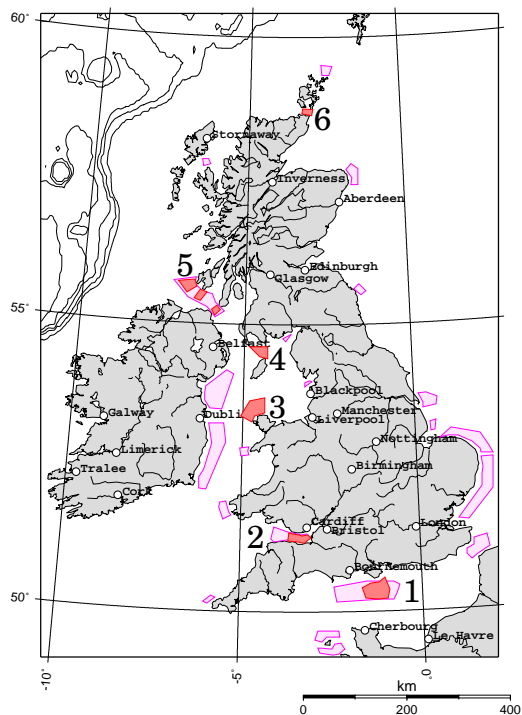 60°
6
Stornaway
Inverness
Aberdeen
5
Edinburgh
Glasgow
55°
Belfast
4
Blackpool
3
Galway
Dubli
Manchester
Liverpool
Nottingham
Limerick
Birmingham
Tralee
Cork
2
Cardiff
London
Bristol
Bournemouth
1
50°
Cherbourg
Le Havre
-10°
-5°
0°
km
0
200
400